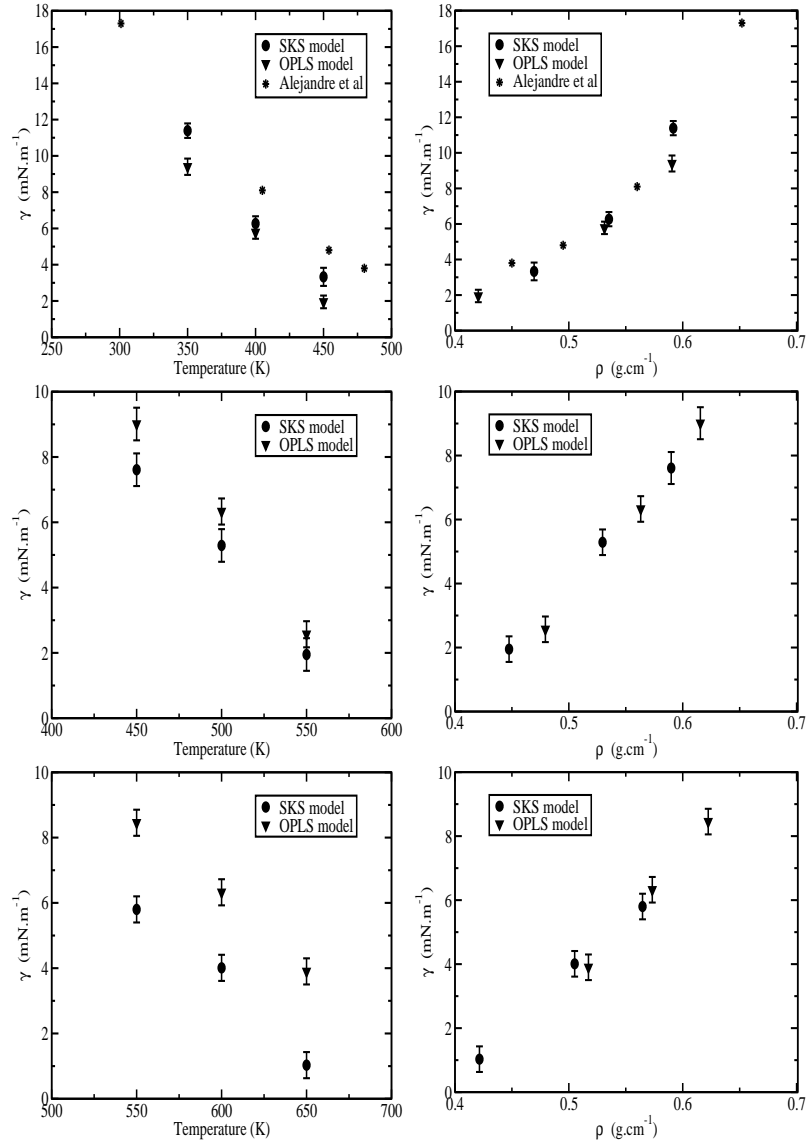 18
16
14
12
10
8
6
4
2
0
γ (mN.m⁻¹)
250 300 350 400 450 500
Temperature (K)
SKS model
OPLS model
Alejandre et al
18
16
14
12
10
8
6
4
2
0
γ (mN.m⁻¹)
0.4 0.5 0.6 0.7
ρ (g.cm⁻¹)
SKS model
OPLS model
Alejandre et al
10
8
6
4
2
0
γ (mN.m⁻¹)
400 450 500 550 600
Temperature (K)
SKS model
OPLS model
10
8
6
4
2
0
γ (mN.m⁻¹)
0.4 0.5 0.6 0.7
ρ (g.cm⁻¹)
SKS model
OPLS model
10
8
6
4
2
0
γ (mN.m⁻¹)
500 550 600 650 700
Temperature (K)
SKS model
OPLS model
10
8
6
4
2
0
γ (mN.m⁻¹)
0.4 0.5 0.6 0.7
ρ (g.cm⁻¹)
SKS model
OPLS model